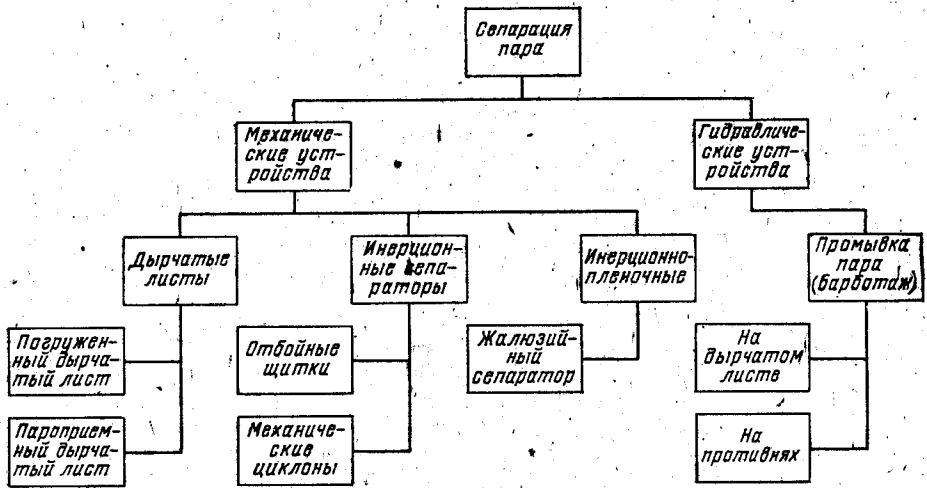 Сепарация
пара
Механиче-
ские уст-
ройства
Гидравличе-
ские уст-
ройства
Дырчатые
листы
Инерцион-
ные сепа-
раторы
Инерционно-
пленочные
Промывка
пара
(барботаж)
Погружен-
ный дырча-
тый лист
Отбойные
щитки
Жалюзий-
ный
сепаратор
На
дырчатом
листе
Пароприем-
ный дырча-
тый лист
Механиче-
ские
циклоны
На
противнях